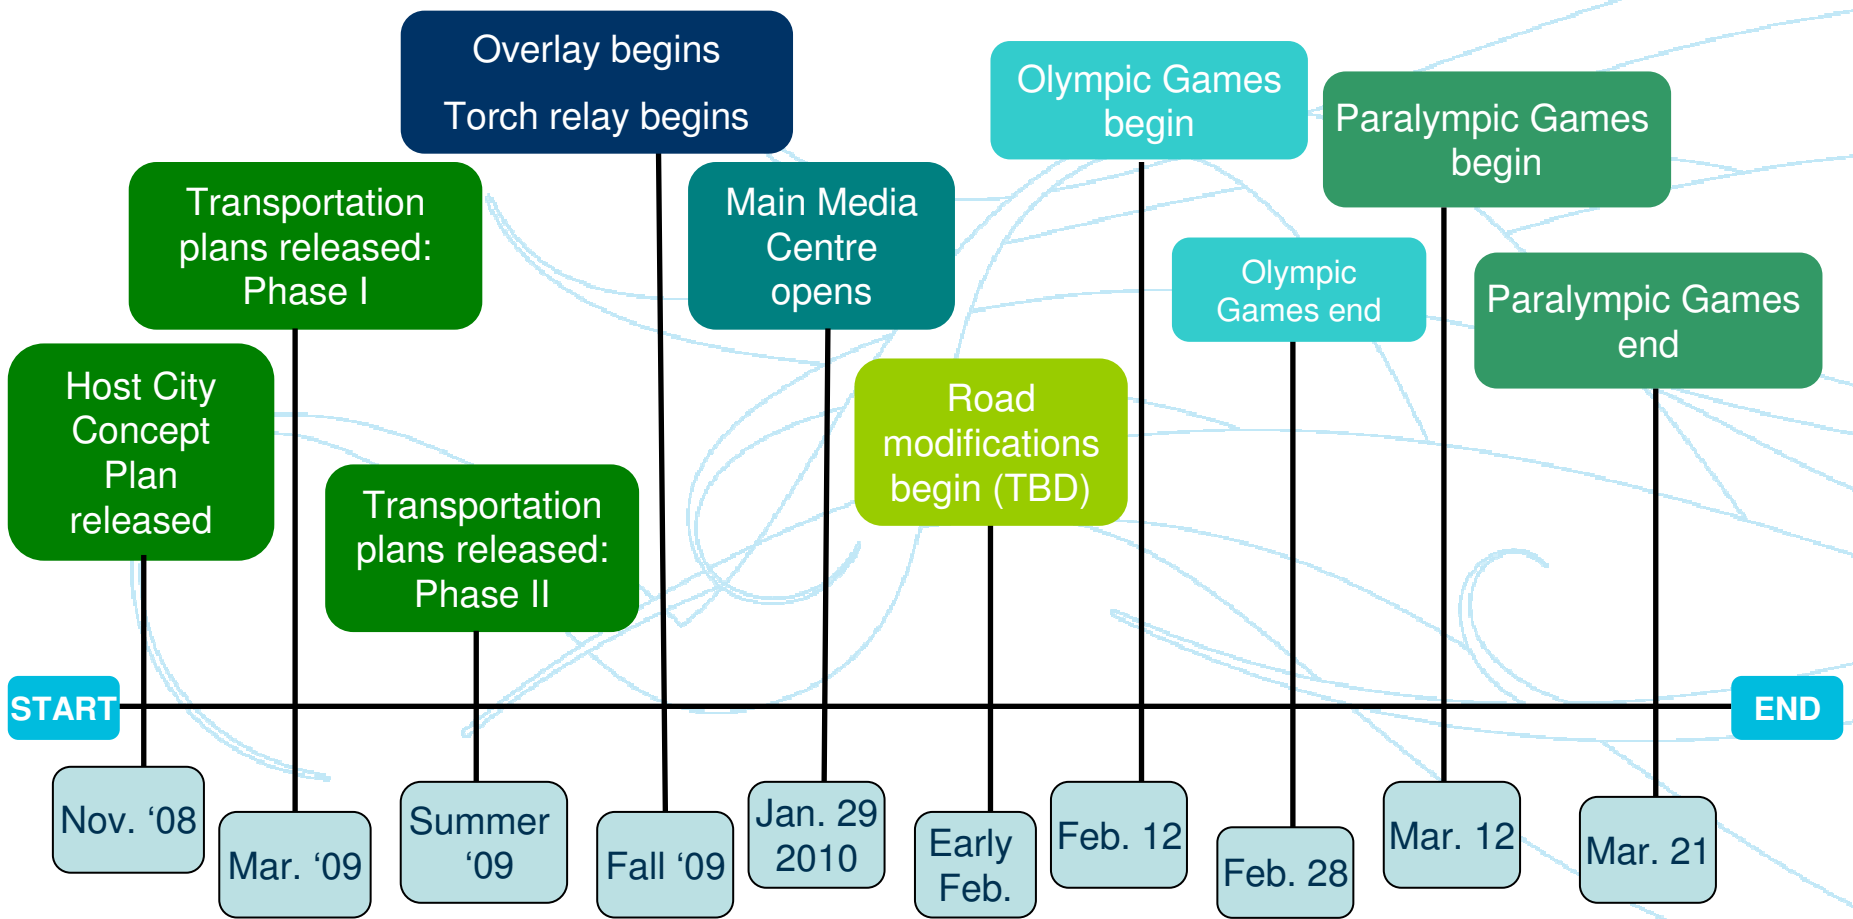 Overlay begins
Torch relay begins
Olympic Games
begin
Paralympic Games
begin
Transportation
plans released:
Phase I
Main Media
Centre
opens
Olympic
Games end
Paralympic Games
end
Host City
Concept
Plan
released
Road
modifications
begin (TBD)
Transportation
plans released:
Phase II
START
END
Nov. ‘08
Mar. ‘09
Summer
‘09
Fall ‘09
Jan. 29
2010
Early
Feb.
Feb. 12
Feb. 28
Mar. 12
Mar. 21